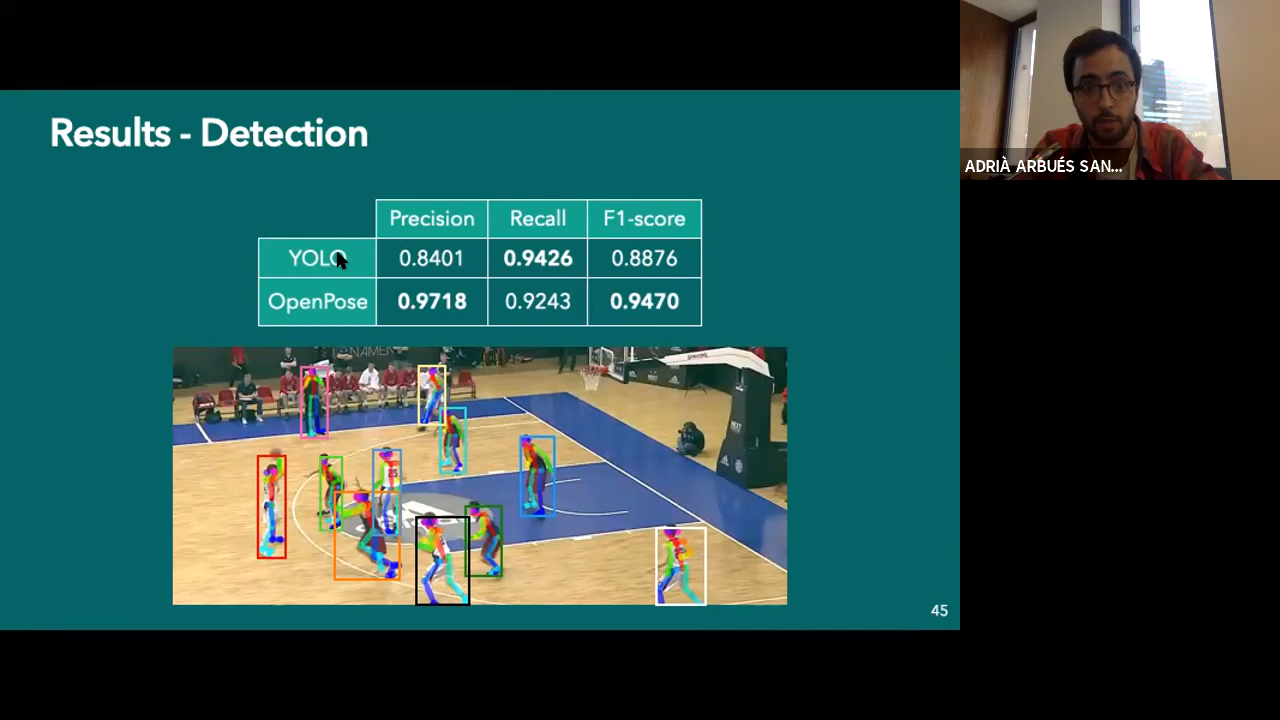 Results - Detection
Precision Recall F1-score
YOLO 0.8401 0.9426 0.8876
OpenPose 0.9718 0.9243 0.9470
45
ADRIÀ ARBUÉS SAN...